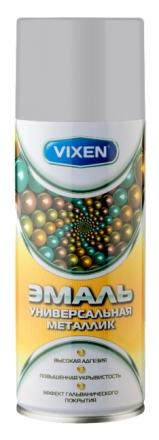 VIXEN
ЭМАЛЬ
УНИВЕРСАЛЬНАЯ
МЕТАЛЛИК
ВЫСОКАЯ АДГЕЗИЯ
ПОВЫШЕННАЯ УКРЫВИСТОСТЬ
ЭФФЕКТ ГАЛЬВАНИЧЕСКОГО
ПОКРЫТИЯ